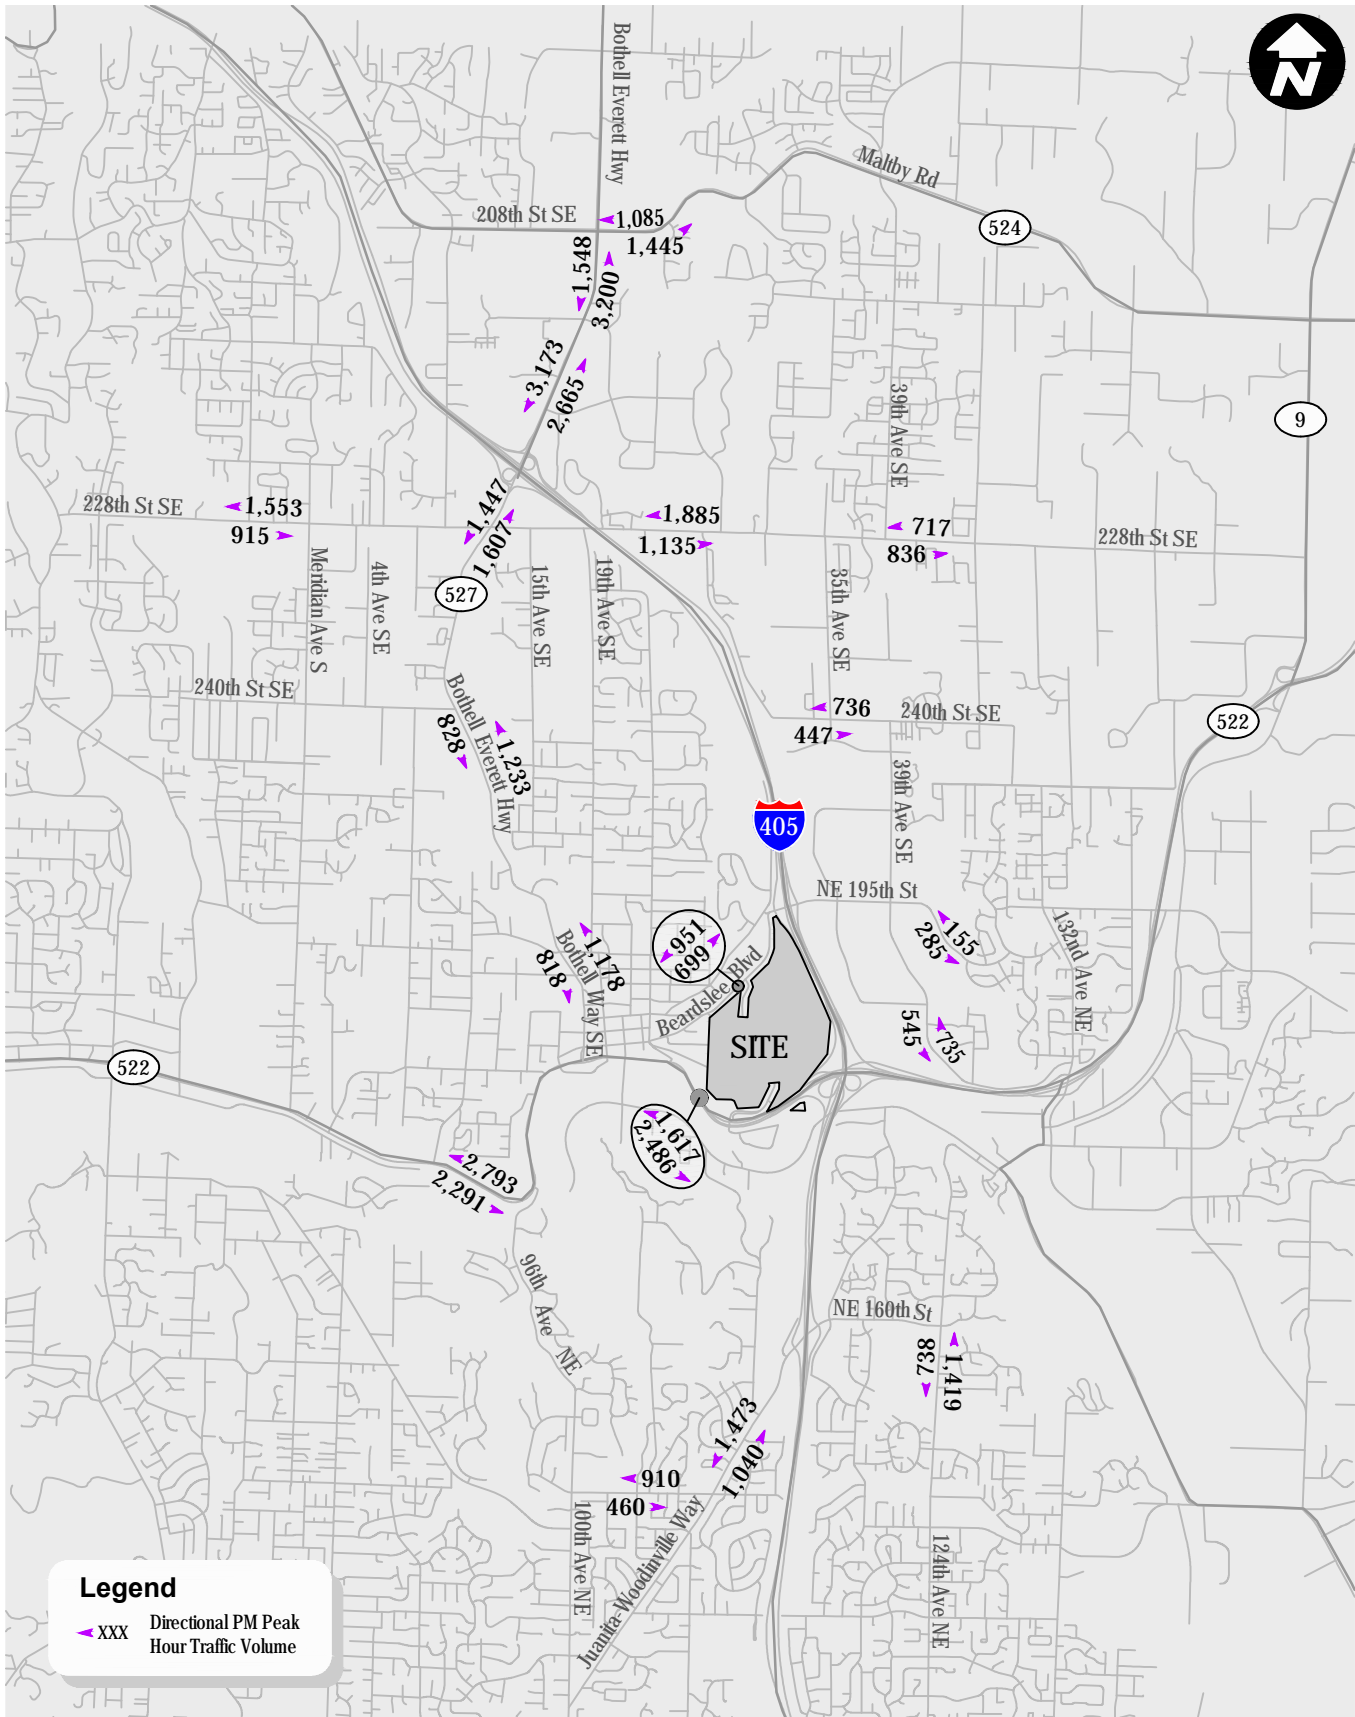 Bothell Everett Hwy
N
Maltby Rd
208th St SE
1,085
1,445
524
1,548
3,200
3,173
2,665
39th Ave SE
9
228th St SE
1,553
915
1,447
1,607
1,885
1,135
717
836
228th St SE
Meridian Ave S
4th Ave SE
527
15th Ave SE
19th Ave SE
35th Ave SE
240th St SE
Bothell Everett Hwy
828
1,233
736
447
240th St SE
522
39th Ave SE
405
NE 195th St
155
285
132nd Ave NE
951
699
Beardslee Blvd
1,178
818
Bothell Way SE
SITE
545
735
522
1,617
2,486
2,793
2,291
96th Ave NE
NE 160th St
738
1,419
1,473
1,040
910
460
100th Ave NE
Juanita-Woodinville Way
124th Ave NE
Legend
XXX
Directional PM Peak
Hour Traffic Volume